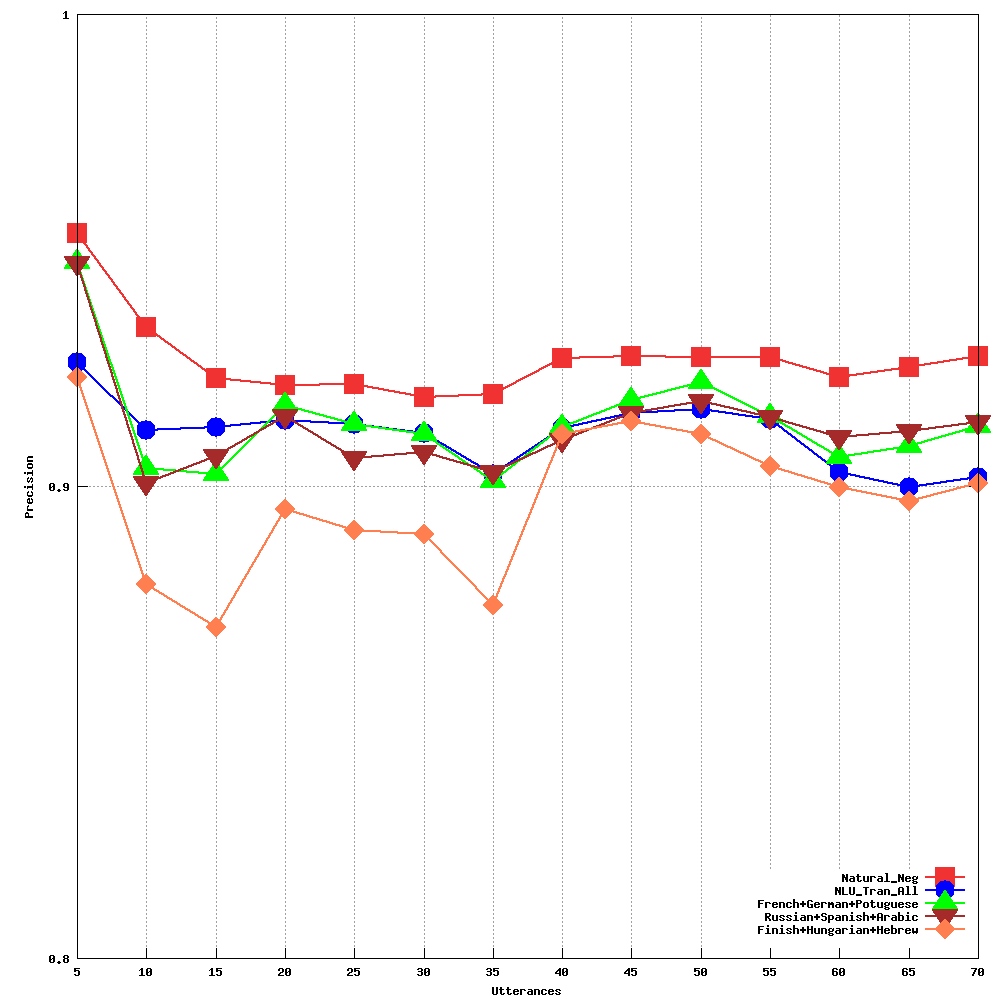 1
0.9
0.8
Precision
5 10 15 20 25 30 35 40 45 50 55 60 65 70
Utterances
Natural_Neg
NLU_Tran_All
French+German+Potuguese
Russian+Spanish+Arabic
Finish+Hungarian+Hebrew